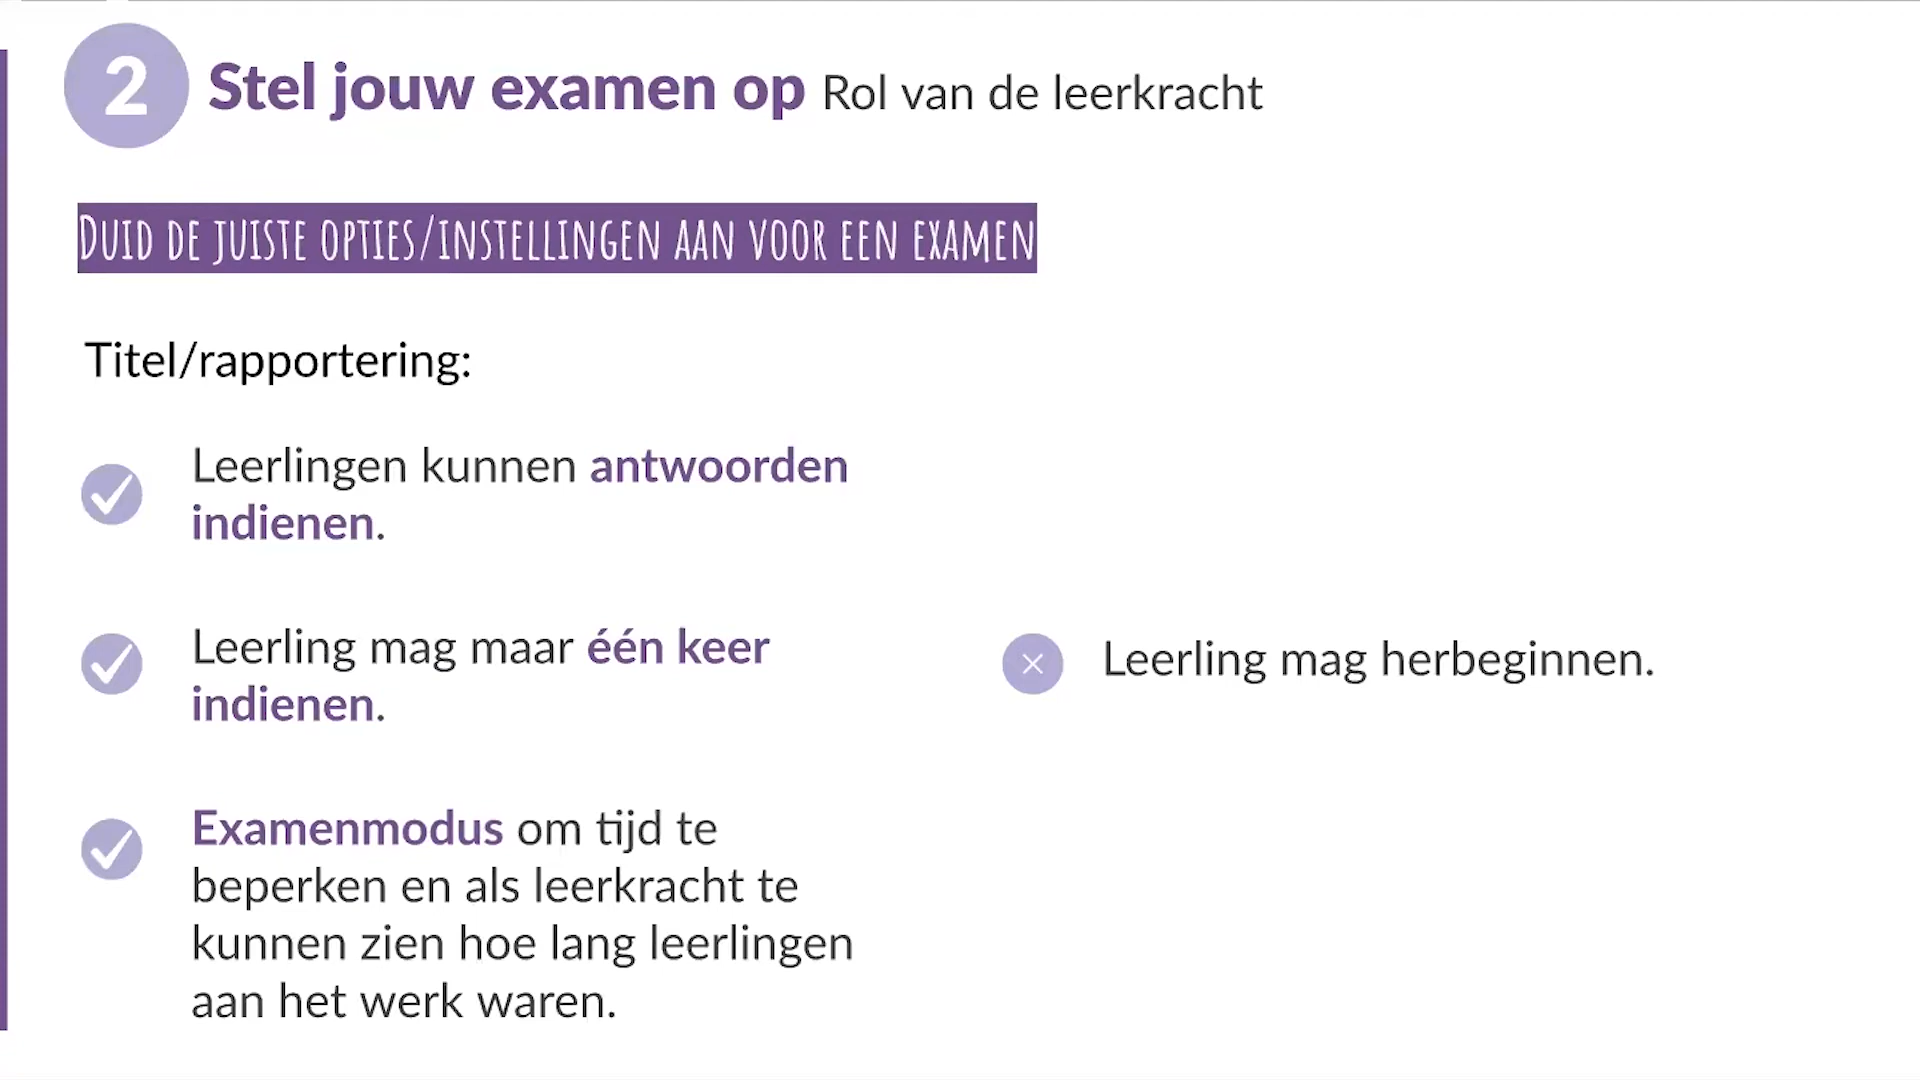 2 Stel jouw examen op Rol van de leerkracht
Duid de juiste opties/instellingen aan voor een examen
Titel/rapportering:
Leerlingen kunnen antwoorden
indienen.
Leerling mag maar één keer
indienen.
Leerling mag herbeginnen.
Examenmodus om tijd te
beperken en als leerkracht te
kunnen zien hoe lang leerlingen
aan het werk waren.